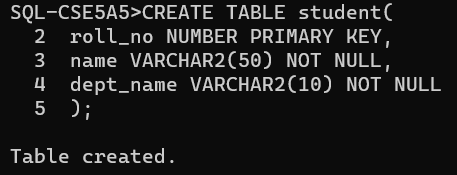 SQL-CSE5A5>CREATE TABLE student(
  2  roll_no NUMBER PRIMARY KEY,
  3  name VARCHAR2(50) NOT NULL,
  4  dept_name VARCHAR2(10) NOT NULL
  5  );
Table created.